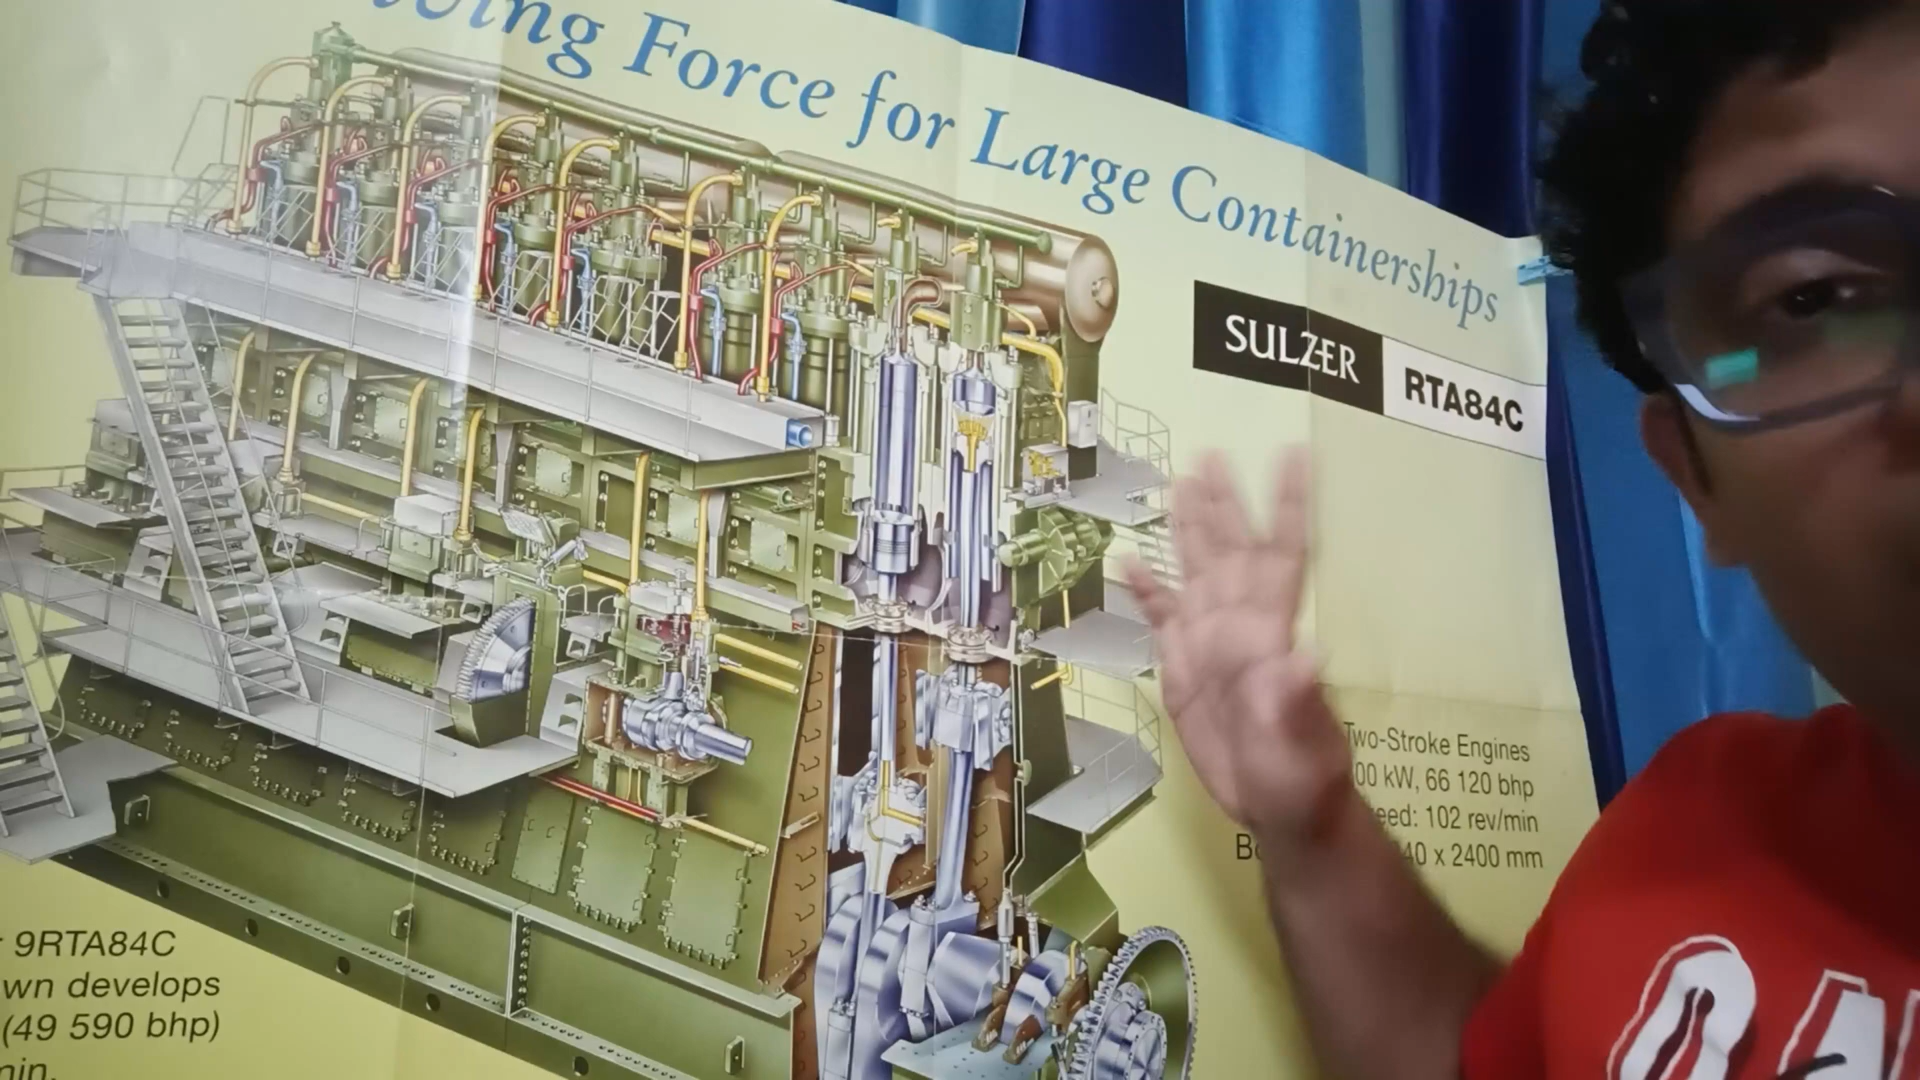 Force for Large Containerships
SULZER
RTA84C
Two-Stroke Engines
00 kW, 66 120 bhp
eed: 102 rev/min
40 x 2400 mm
9RTA84C
wn develops
(49 590 bhp)